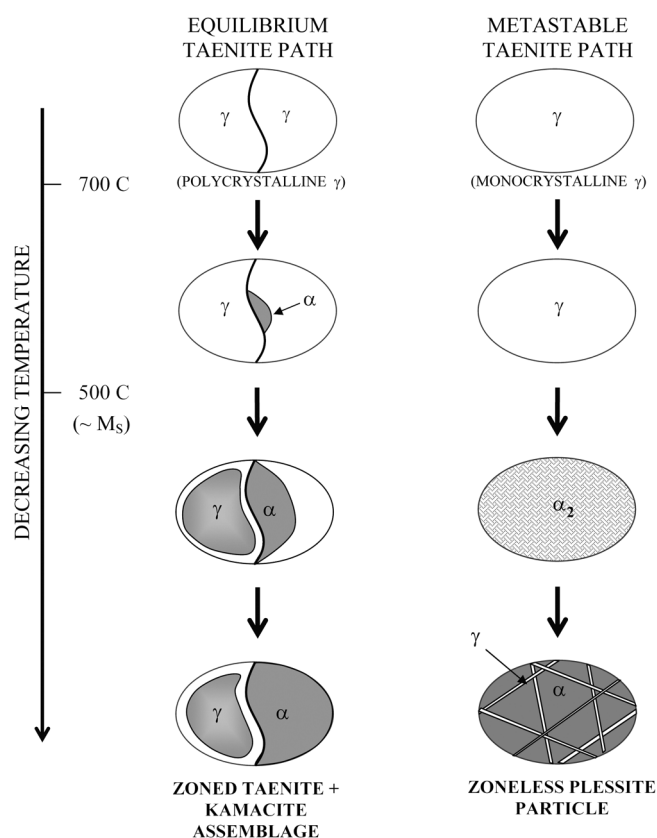 EQUILIBRIUM
TAENITE PATH
METASTABLE
TAENITE PATH
γ
γ
γ
(POLYCRYSTALLINE γ)
(MONOCRYSTALLINE γ)
700 C
DECREASING TEMPERATURE
γ
α
γ
500 C
(~ MS)
γ
α
α2
γ
γ
α
α
ZONED TAENITE +
KAMACITE
ASSEMBLAGE
ZONELESS PLESSITE
PARTICLE